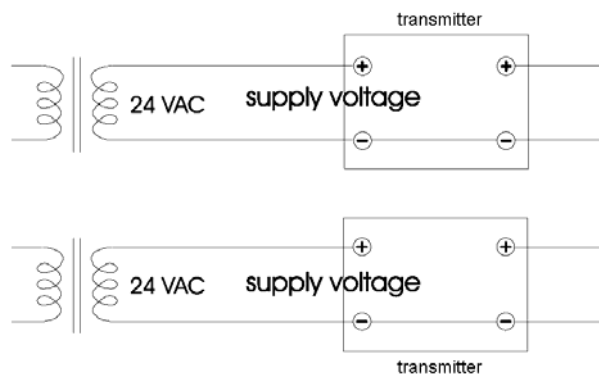 transmitter
+ +
24 VAC supply voltage
- -
+ +
24 VAC supply voltage
- -
transmitter